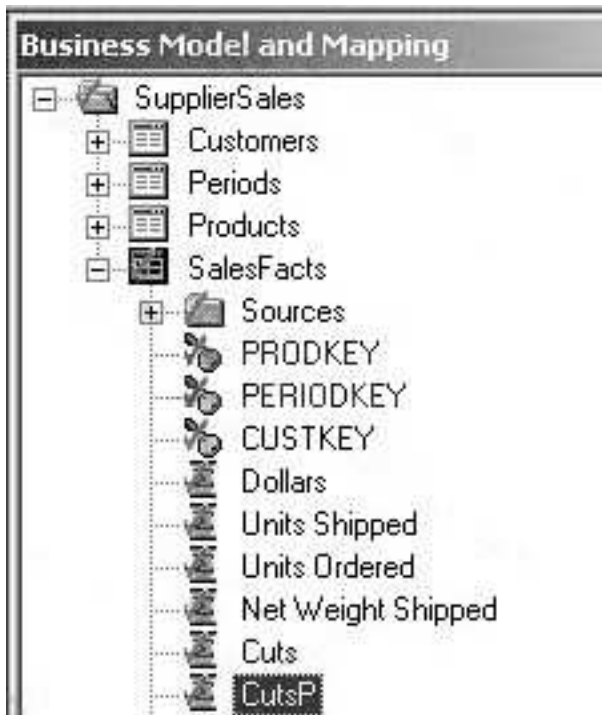 Business Model and Mapping
SupplierSales
Customers
Periods
Products
SalesFacts
Sources
PRODKEY
PERIODKEY
CUSTKEY
Dollars
Units Shipped
Units Ordered
Net Weight Shipped
Cuts
CutsP